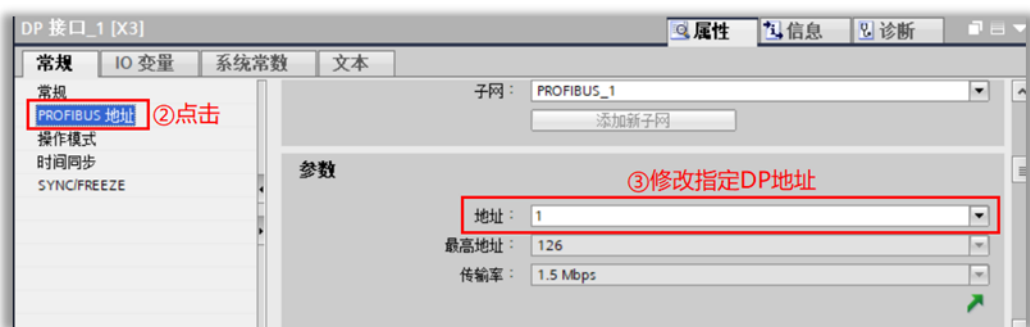 DP 接口_1 [X3]
属性 信息 诊断
常规 IO 变量 系统常数 文本
常规
PROFIBUS 地址 ②点击
操作模式
时间同步
SYNC/FREEZE
子网： PROFIBUS_1
添加新子网
参数
③修改指定DP地址
地址： 1
最高地址： 126
传输率： 1.5 Mbps